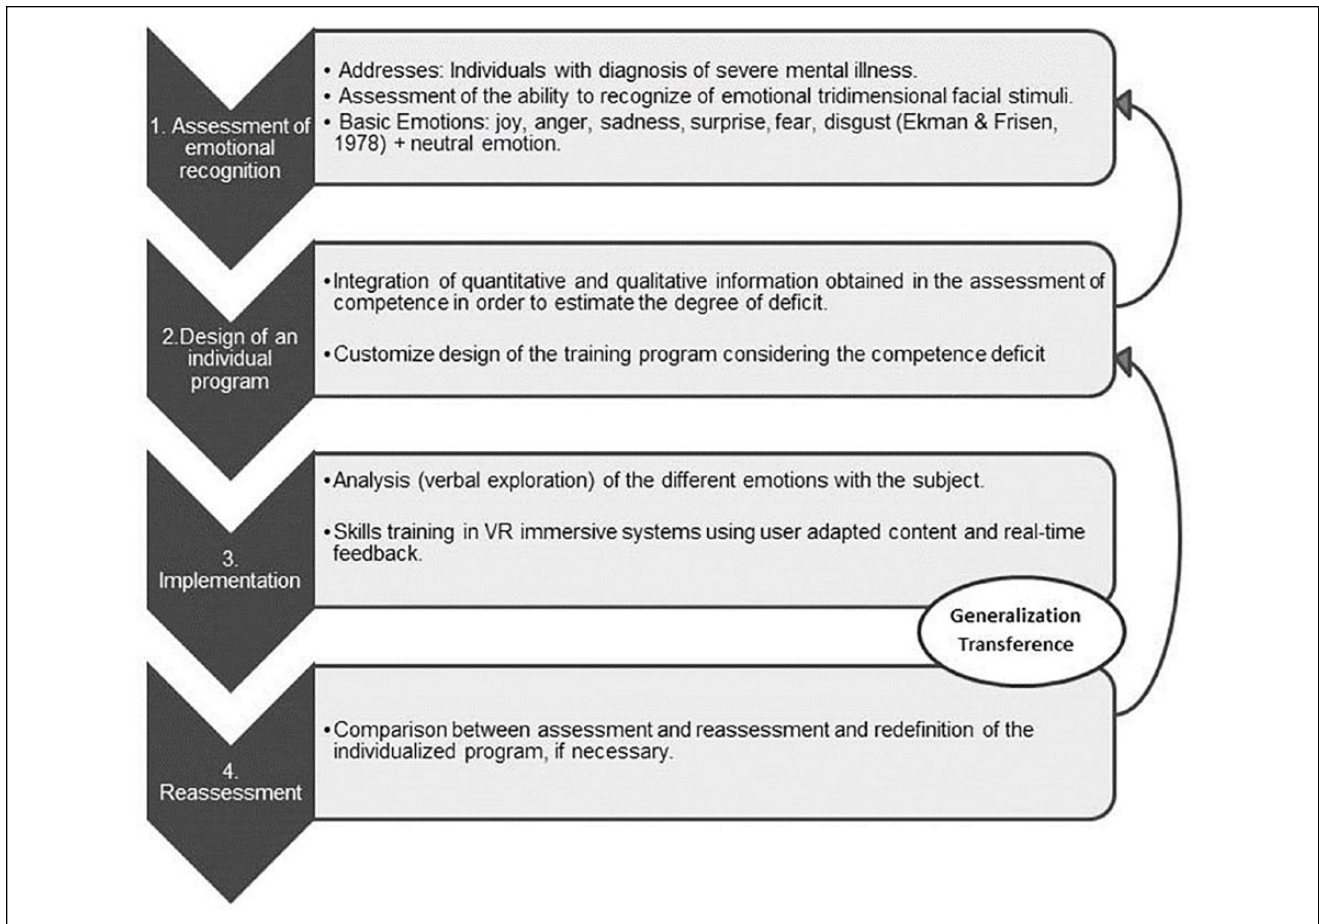 1. Assessment of
emotional
recognition
• Addresses: Individuals with diagnosis of severe mental illness.
• Assessment of the ability to recognize of emotional tridimensional facial stimuli.
• Basic Emotions: joy, anger, sadness, surprise, fear, disgust (Ekman & Frisen,
1978) + neutral emotion.
2.Design of an
individual
program
•Integration of quantitative and qualitative information obtained in the assessment of
competence in order to estimate the degree of deficit.
•Customize design of the training program considering the competence deficit
3.
Implementation
•Analysis (verbal exploration) of the different emotions with the subject.
•Skills training in VR immersive systems using user adapted content and real-time
feedback.
Generalization
Transference
4.
Reassessment
•Comparison between assessment and reassessment and redefinition of the
individualized program, if necessary.